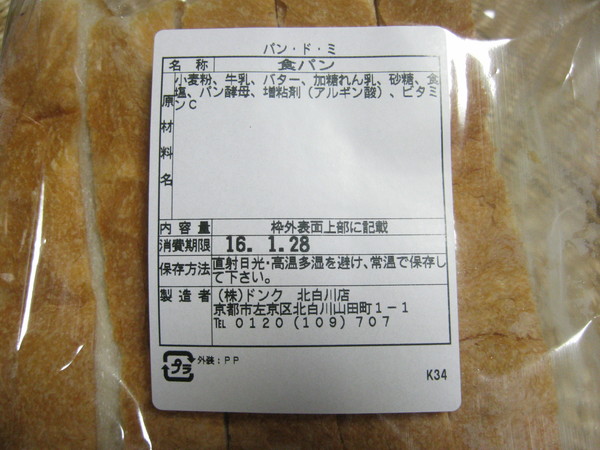 パン・ド・ミ
名称 食パン
原材料名 小麦粉、牛乳、バター、加糖れん乳、砂糖、食
塩、パン酵母、増粘剤(アルギン酸)、ビタミ
ンC
内容量 枠外表面上部に記載
消費期限 16. 1.28
保存方法 直射日光・高温多湿を避け、常温で保存し
て下さい。
製造者 (株)ドンク 北白川店
京都市左京区北白川山田町1-1
TEL 0120(109)707
プラ 外装:PP
K34